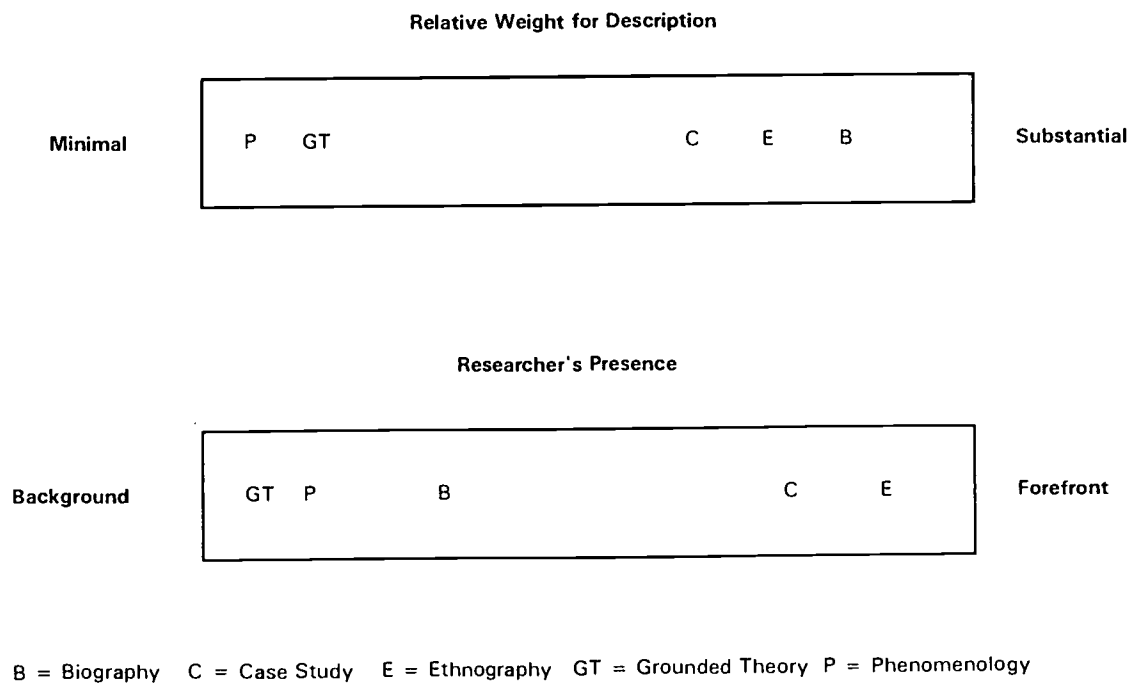 Relative Weight for Description
Minimal P GT C E B Substantial
Researcher's Presence
Background GT P B C E Forefront
B = Biography C = Case Study E = Ethnography GT = Grounded Theory P = Phenomenology